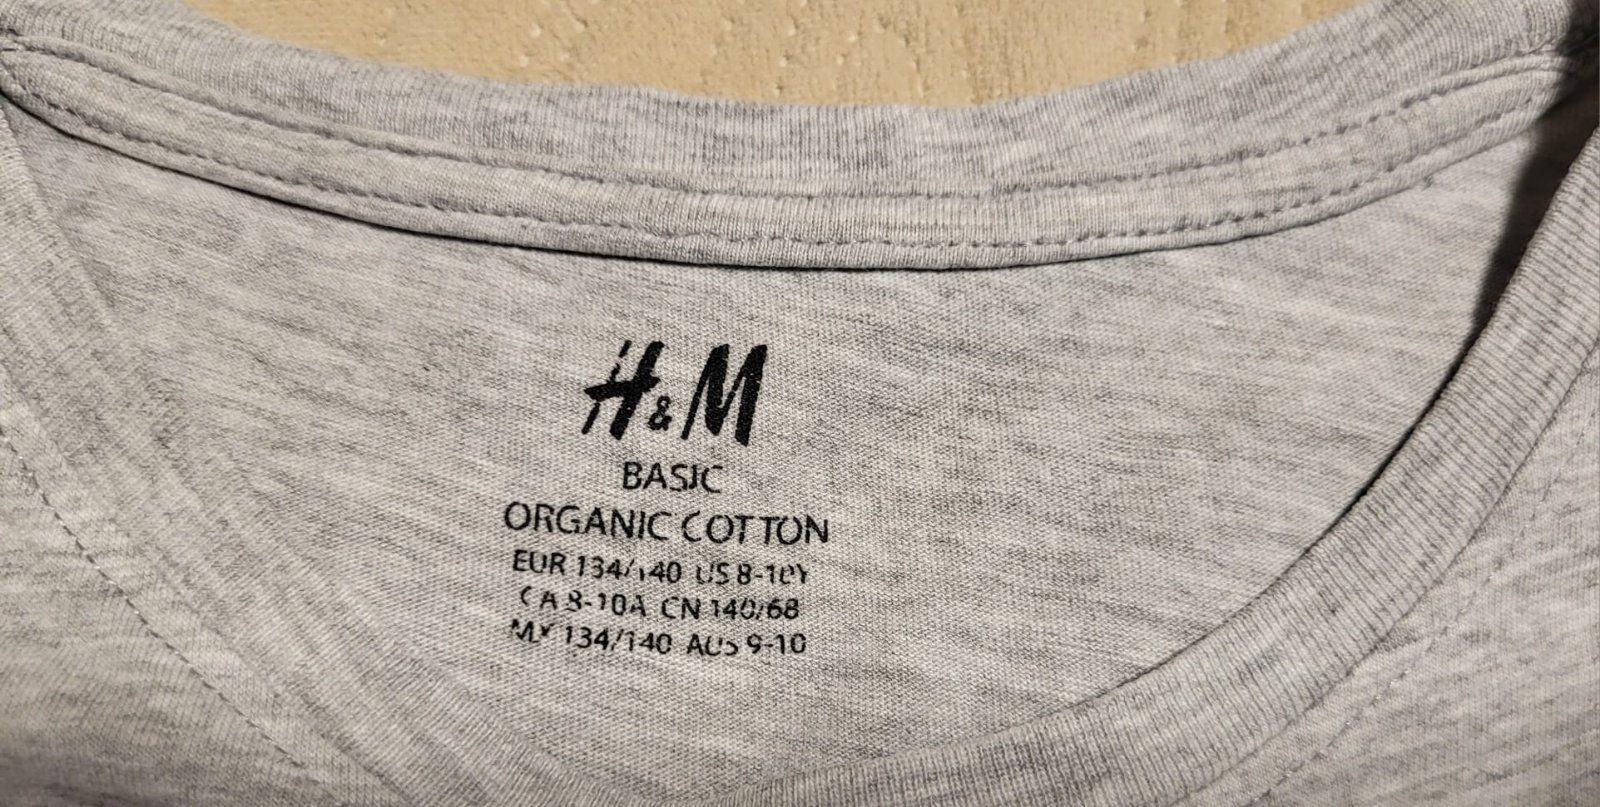 H&M
BASIC
ORGANIC COTTON
EUR 134/140 US 8-10Y
CA 8-10A CN 140/68
MX 134/140 AUS 9-10